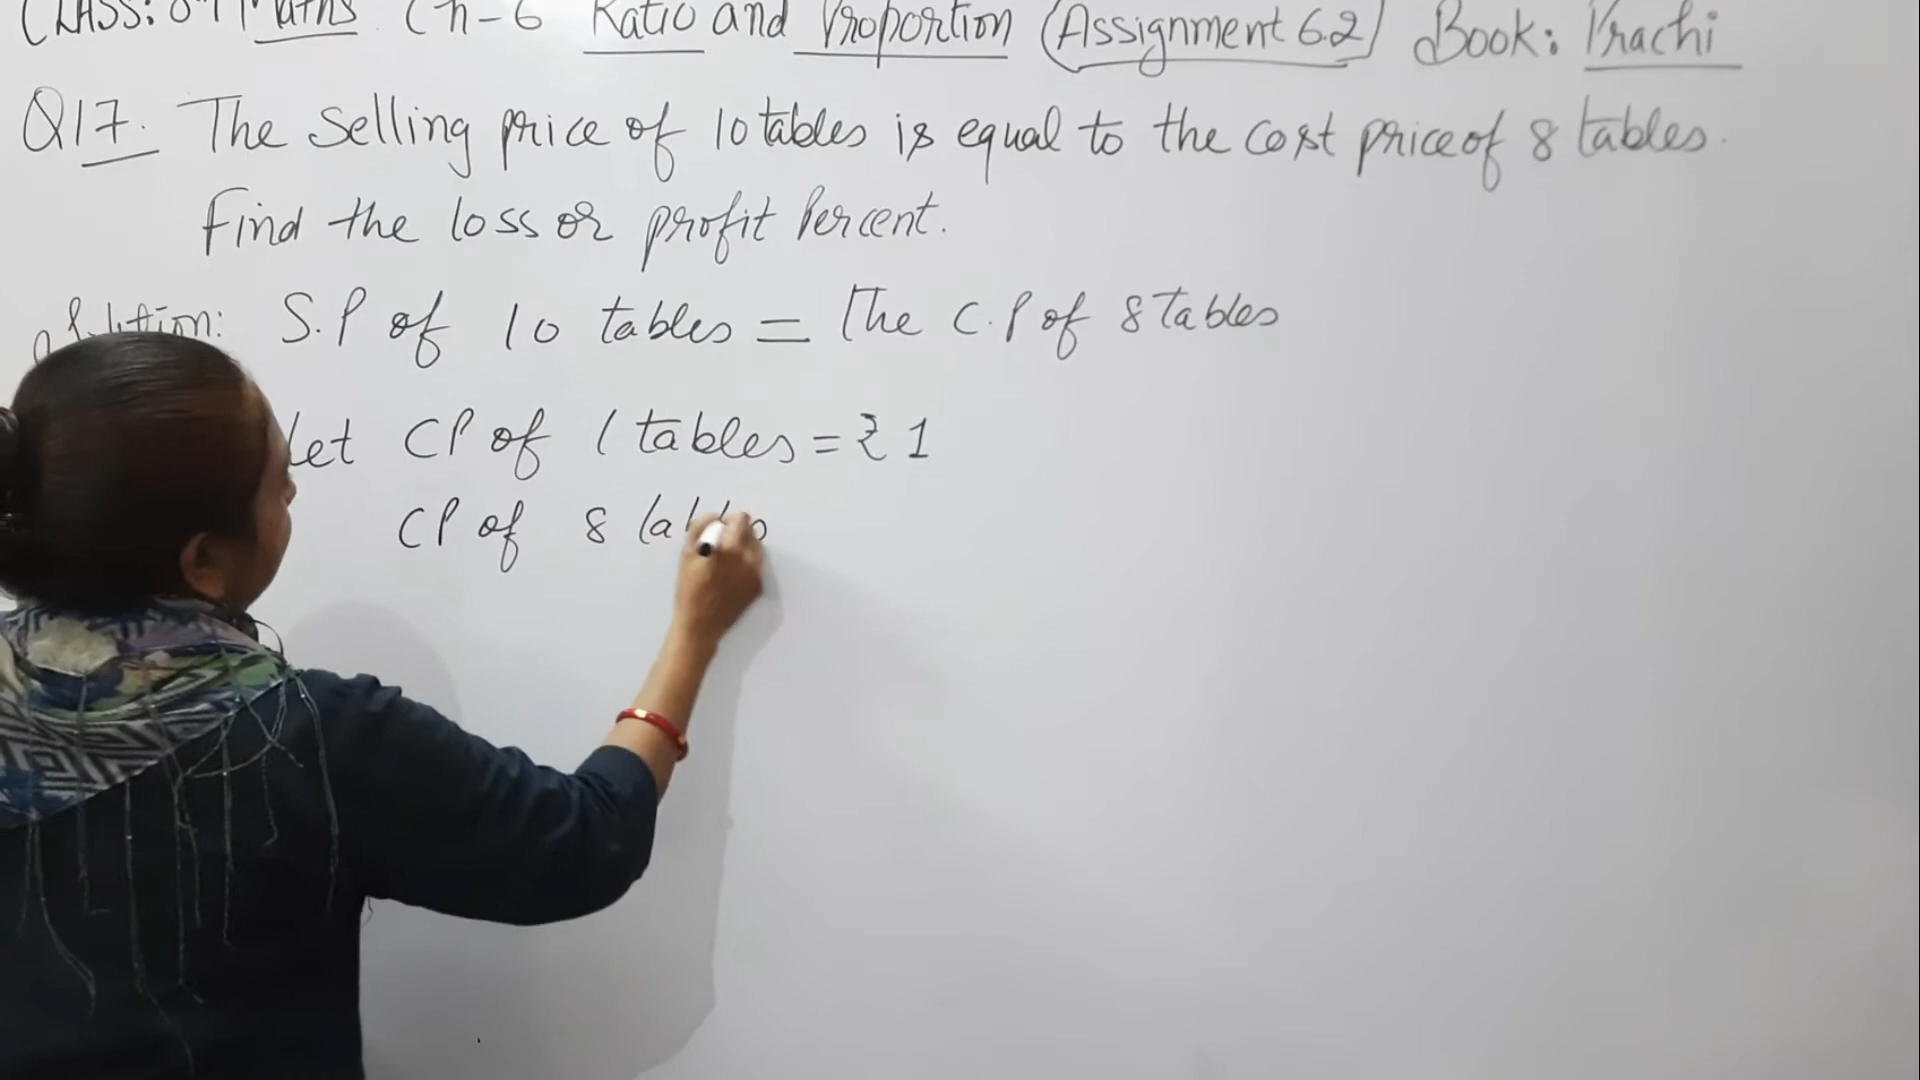 Maths Ch-6 Ratio and Proportion (Assignment 6.2) Book: Prachi
Q17. The Selling price of 10 tables is equal to the cost price of 8 tables.
Find the loss or profit Percent.
Solution: S.P of 10 tables = The C.P of 8 tables
Let CP of 1 tables = ₹ 1
CP of 8